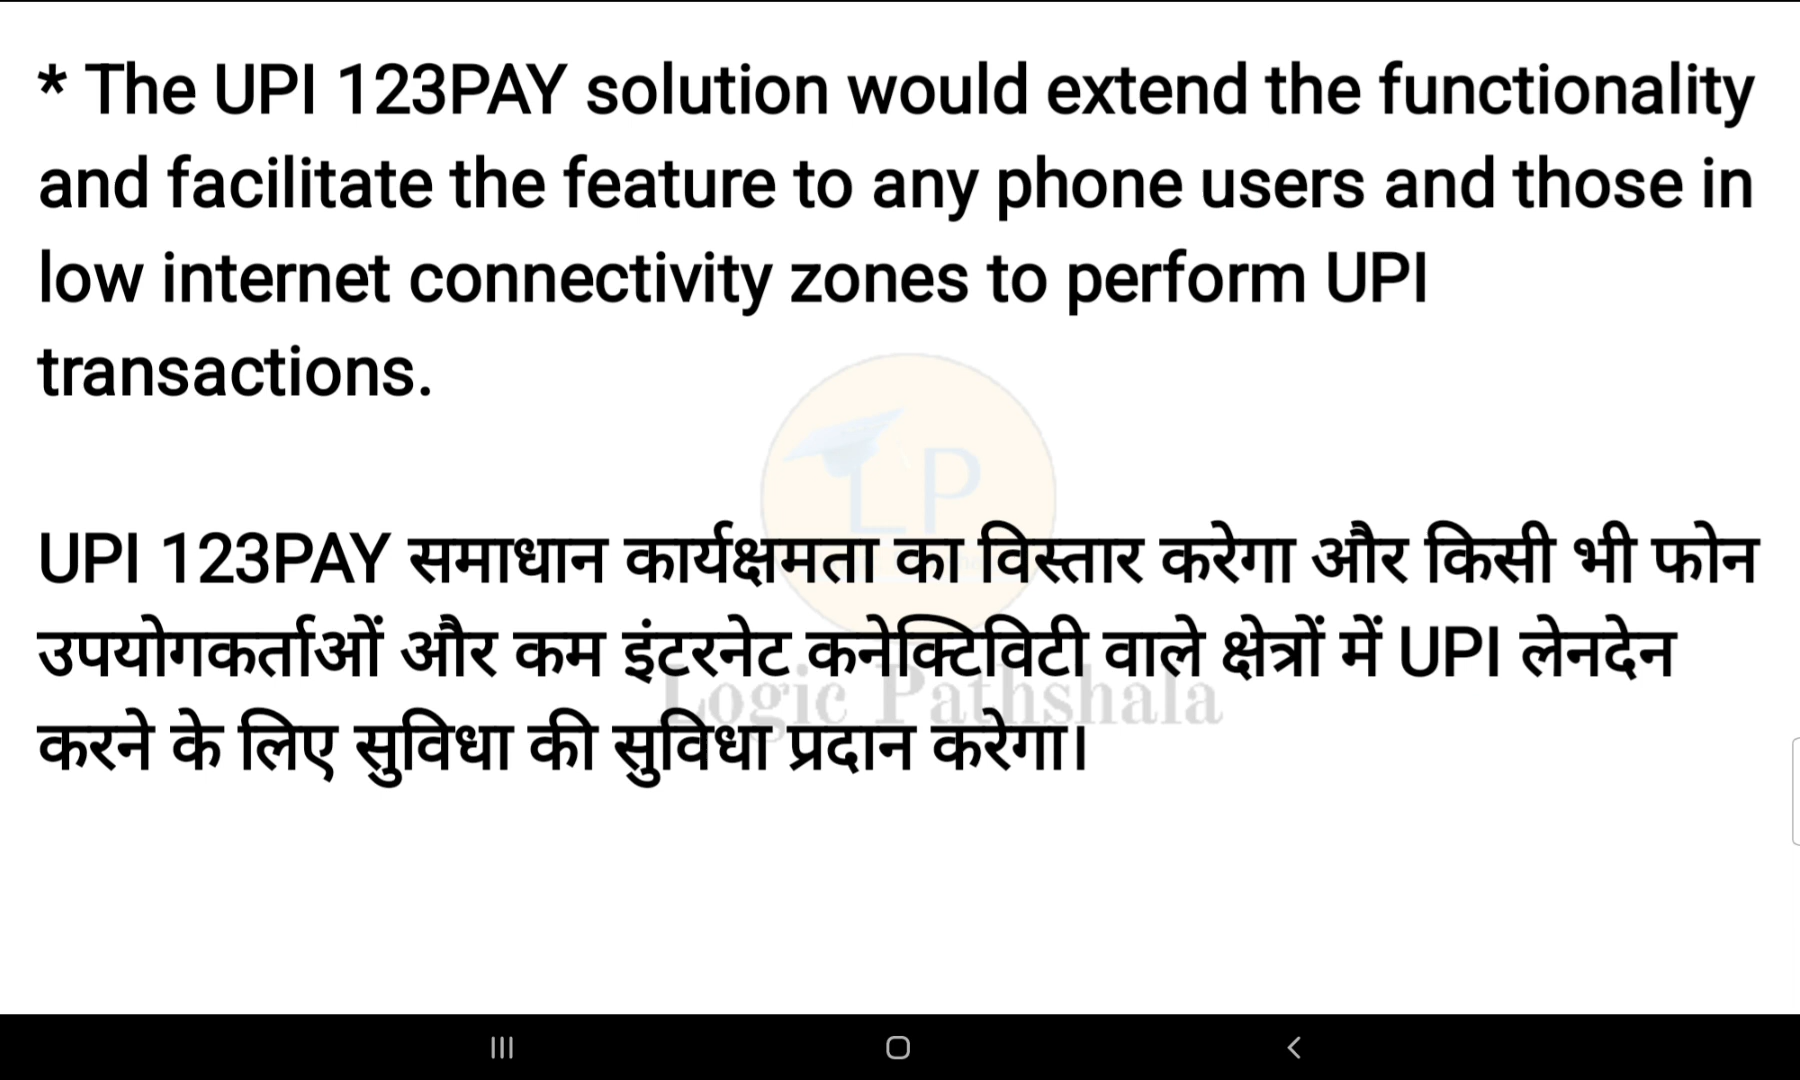 * The UPI 123PAY solution would extend the functionality
and facilitate the feature to any phone users and those in
low internet connectivity zones to perform UPI
transactions.
LP
UPI 123PAY समाधान कार्यक्षमता का विस्तार करेगा और किसी भी फोन
उपयोगकर्ताओं और कम इंटरनेट कनेक्टिविटी वाले क्षेत्रों में UPI लेनदेन
Logic Pathshala
करने के लिए सुविधा की सुविधा प्रदान करेगा।